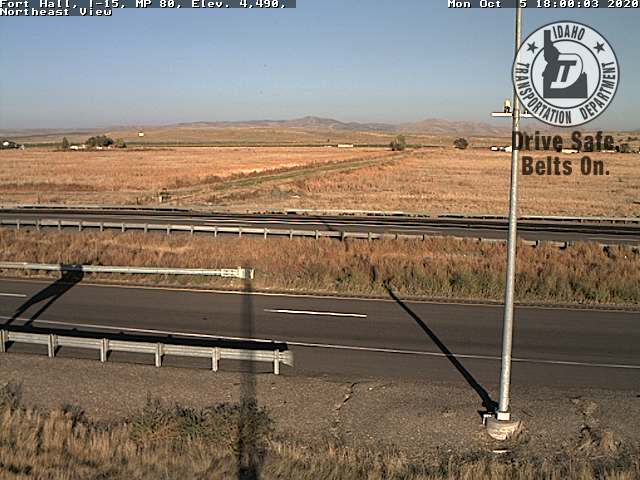 Fort Hall, I-15, MP 80, Elev. 4,490,
Northeast View
Mon Oct  5 18:00:03 2020
IDAHO
TRANSPORTATION DEPARTMENT
Drive Safe.
Belts On.